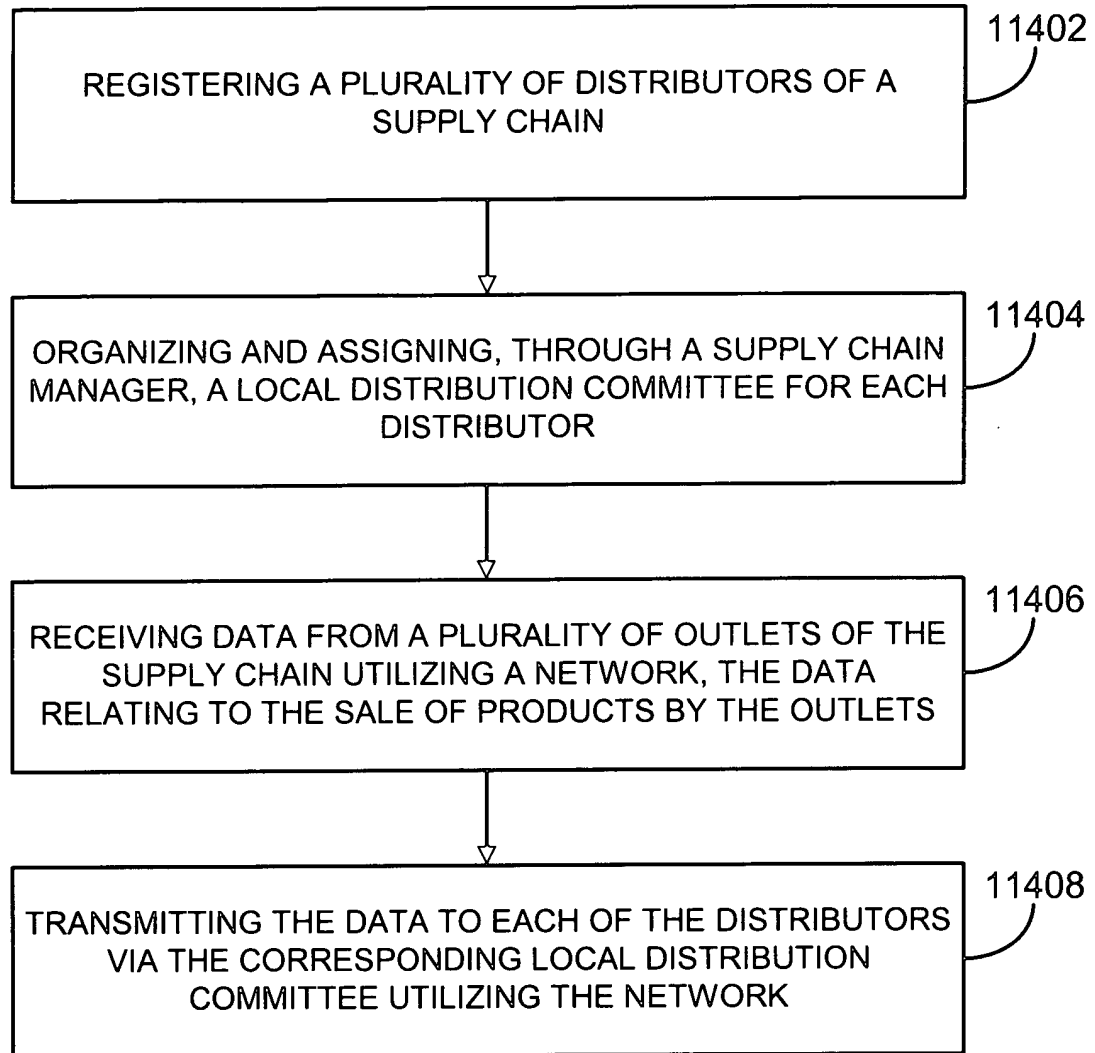 11402
REGISTERING A PLURALITY OF DISTRIBUTORS OF A
SUPPLY CHAIN
11404
ORGANIZING AND ASSIGNING, THROUGH A SUPPLY CHAIN
MANAGER, A LOCAL DISTRIBUTION COMMITTEE FOR EACH
DISTRIBUTOR
11406
RECEIVING DATA FROM A PLURALITY OF OUTLETS OF THE
SUPPLY CHAIN UTILIZING A NETWORK, THE DATA
RELATING TO THE SALE OF PRODUCTS BY THE OUTLETS
11408
TRANSMITTING THE DATA TO EACH OF THE DISTRIBUTORS
VIA THE CORRESPONDING LOCAL DISTRIBUTION
COMMITTEE UTILIZING THE NETWORK